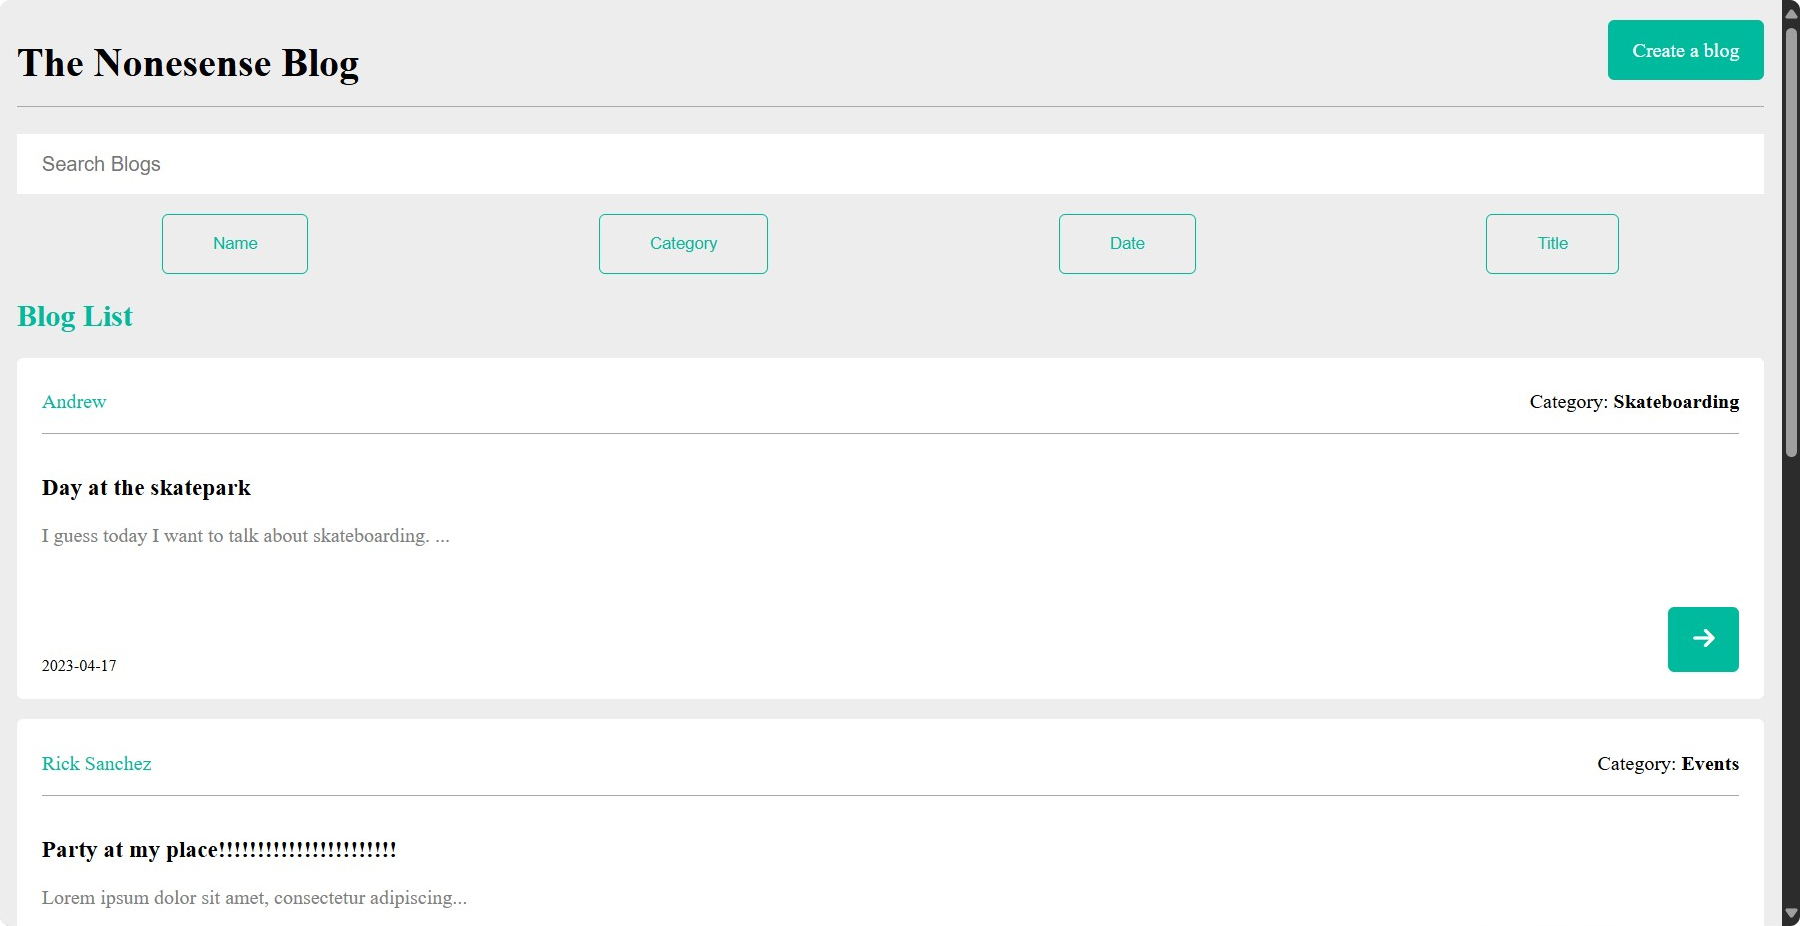 The Nonesense Blog
Create a blog
Search Blogs
Name
Category
Date
Title
Blog List
Andrew
Category: Skateboarding
Day at the skatepark
I guess today I want to talk about skateboarding. ...
2023-04-17
Rick Sanchez
Category: Events
Party at my place!!!!!!!!!!!!!!!!!!!!!!!
Lorem ipsum dolor sit amet, consectetur adipiscing...